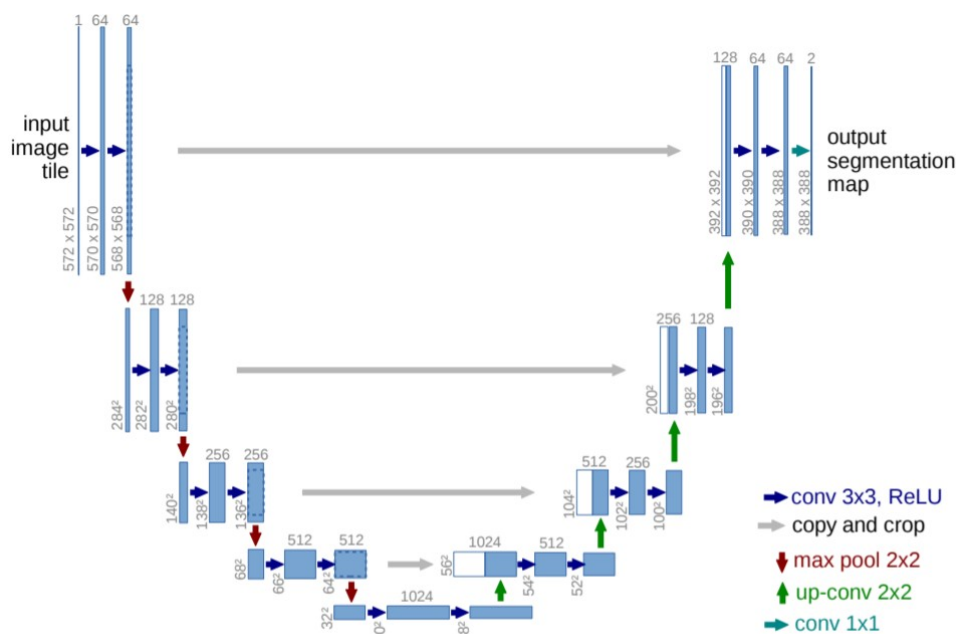 1 64 64
input
image
tile
572 x 572
570 x 570
568 x 568
128 64 64 2
output
segmentation
map
392 x 392
390 x 390
388 x 388
388 x 388
128 128
284²
282²
280²
256 128
200²
198²
196²
256 256
140²
138²
136²
512 256
104²
102²
100²
512 512
68²
66²
64²
1024 512
56²
54²
52²
1024
32²
0²
8²
conv 3x3, ReLU
copy and crop
max pool 2x2
up-conv 2x2
conv 1x1